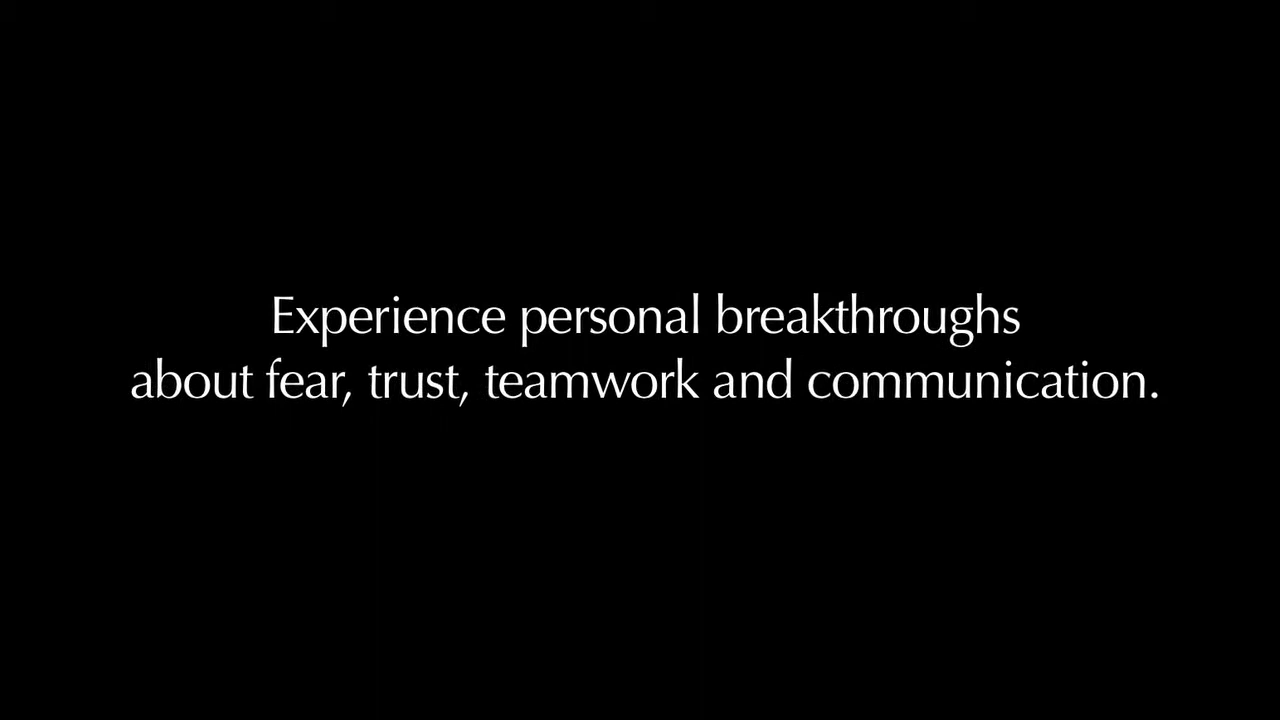 Experience personal breakthroughs
about fear, trust, teamwork and communication.